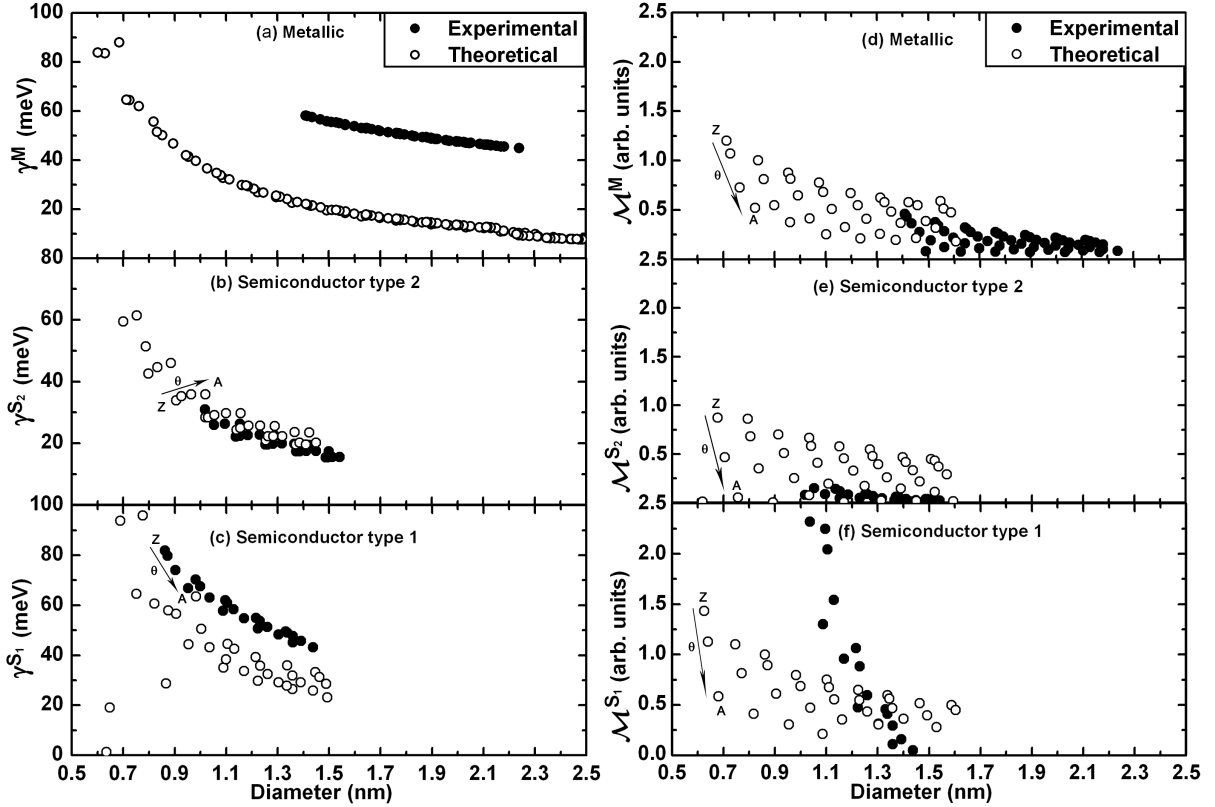 100
80
60
40
20
80
60
40
20
100
80
60
40
20
0
γM (meV)
γS2 (meV)
γS1 (meV)
(a) Metallic
Experimental
Theoretical
(b) Semiconductor type 2
θ
A
Z
(c) Semiconductor type 1
Z
θ
A
0.5 0.7 0.9 1.1 1.3 1.5 1.7 1.9 2.1 2.3 2.5
Diameter (nm)
2.5
2.0
1.5
1.0
0.5
2.5
2.0
1.5
1.0
0.5
2.5
2.0
1.5
1.0
0.5
0.0
MM (arb. units)
MS2 (arb. units)
MS1 (arb. units)
(d) Metallic
Experimental
Theoretical
Z
θ
A
(e) Semiconductor type 2
θ
A
(f) Semiconductor type 1
Z
θ
A
0.5 0.7 0.9 1.1 1.3 1.5 1.7 1.9 2.1 2.3 2.5
Diameter (nm)